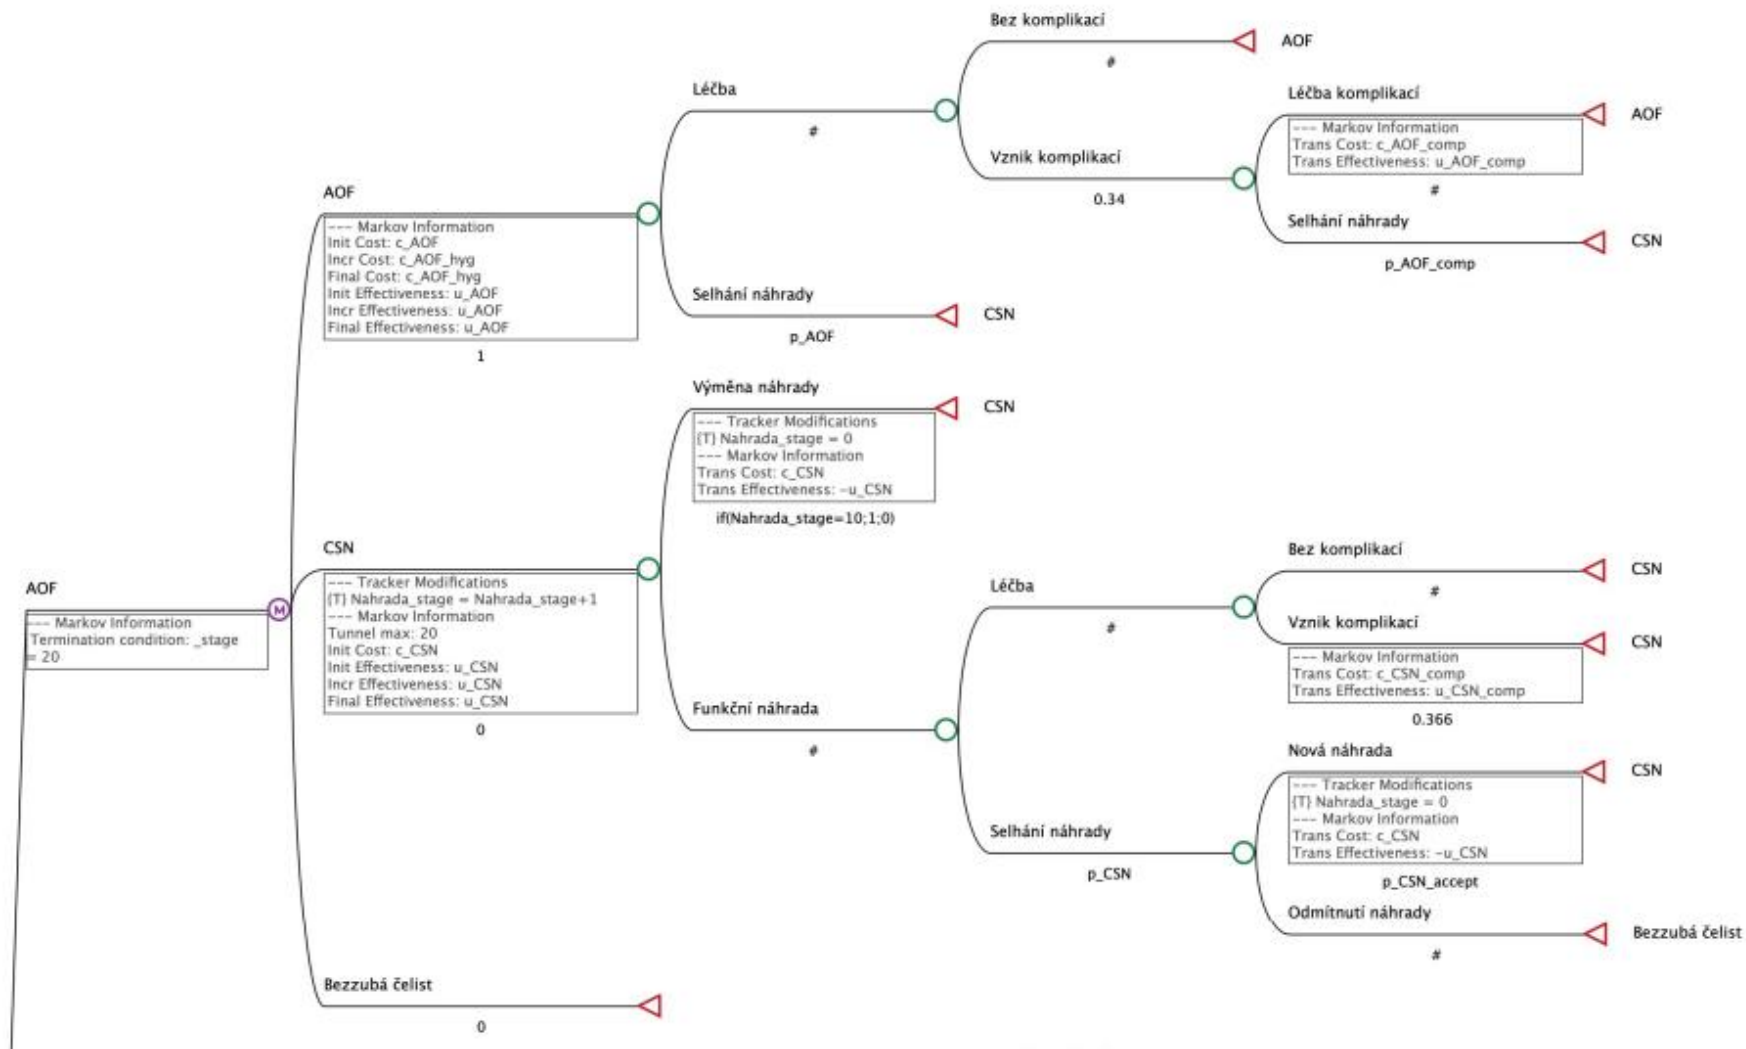 AOF
--- Markov Information
Termination condition: _stage
= 20
M
AOF
--- Markov Information
Init Cost: c_AOF
Incr Cost: c_AOF_hyg
Final Cost: c_AOF_hyg
Init Effectiveness: u_AOF
Incr Effectiveness: u_AOF
Final Effectiveness: u_AOF
1
Léčba
#
Bez komplikací
#
AOF
Vznik komplikací
0.34
Léčba komplikací
--- Markov Information
Trans Cost: c_AOF_comp
Trans Effectiveness: u_AOF_comp
#
AOF
Selhání náhrady
p_AOF_comp
CSN
Selhání náhrady
p_AOF
CSN
CSN
--- Tracker Modifications
{T} Nahrada_stage = Nahrada_stage+1
--- Markov Information
Tunnel max: 20
Init Cost: c_CSN
Init Effectiveness: u_CSN
Incr Effectiveness: u_CSN
Final Effectiveness: u_CSN
0
Výměna náhrady
--- Tracker Modifications
{T} Nahrada_stage = 0
--- Markov Information
Trans Cost: c_CSN
Trans Effectiveness: -u_CSN
if(Nahrada_stage=10;1;0)
CSN
Funkční náhrada
#
Léčba
#
Bez komplikací
#
CSN
Vznik komplikací
--- Markov Information
Trans Cost: c_CSN_comp
Trans Effectiveness: u_CSN_comp
0.366
CSN
Selhání náhrady
p_CSN
Nová náhrada
--- Tracker Modifications
{T} Nahrada_stage = 0
--- Markov Information
Trans Cost: c_CSN
Trans Effectiveness: -u_CSN
p_CSN_accept
CSN
Odmítnutí náhrady
#
Bezzubá čelist
Bezzubá čelist
0